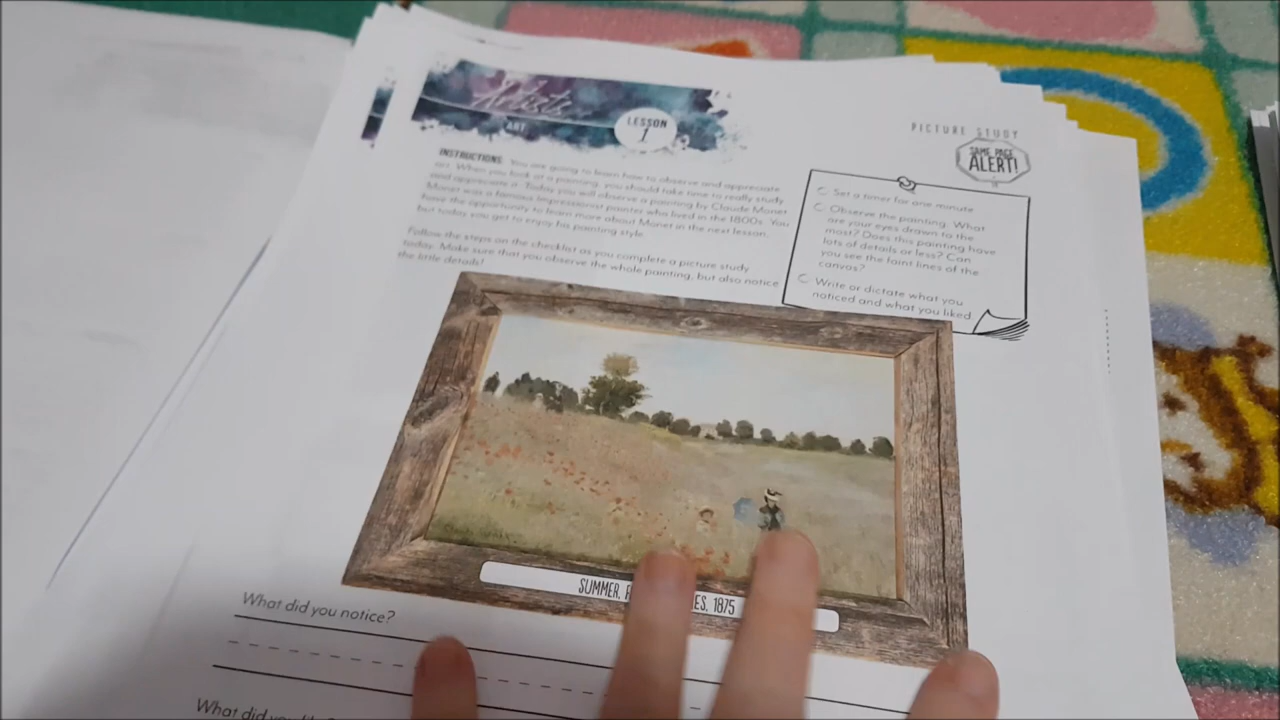 Artists
ART
LESSON
1
PICTURE STUDY
SAME PAGE
ALERT!
INSTRUCTIONS: You are going to learn how to observe and appreciate
art. When you look at a painting, you should take time to really study
and appreciate it. Today you will observe a painting by Claude Monet.
Monet was a famous Impressionist painter who lived in the 1800s. You
have the opportunity to learn more about Monet in the next lesson,
but today you get to enjoy his painting style.
Follow the steps on the checklist as you complete a picture study
today. Make sure that you observe the whole painting, but also notice
the little details!
Set a timer for one minute
Observe the painting. What
are your eyes drawn to the
most? Does this painting have
lots of details or less? Can
you see the faint lines of the
canvas?
Write or dictate what you
noticed and what you liked
SUMMER, 1875
What did you notice?
What did you